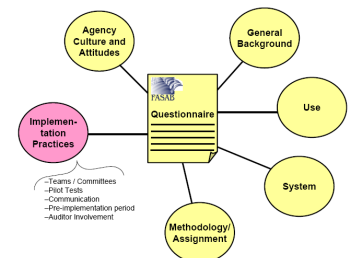 Agency
Culture and
Attitudes
General
Background
FASAB
Questionnaire
Use
Implemen-
tation
Practices
–Teams / Committees
–Pilot Tests
–Communication
–Pre-implementation period
–Auditor Involvement
System
Methodology/
Assignment